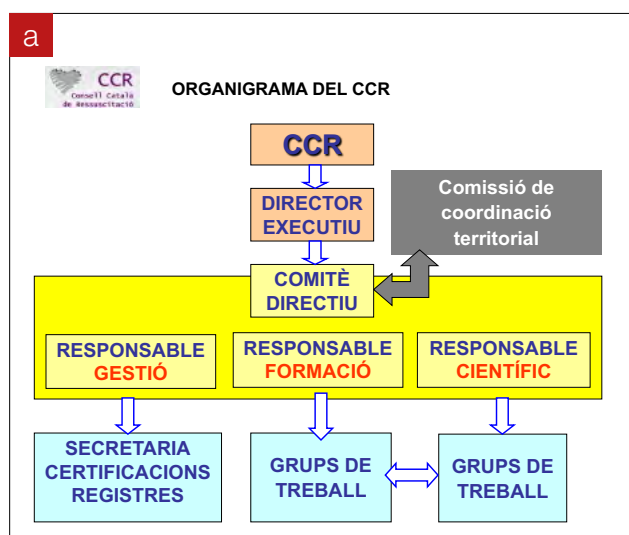 a
CCR
Consell Català
de Ressuscitació
ORGANIGRAMA DEL CCR
CCR
DIRECTOR
EXECUTIU
Comissió de
coordinació
territorial
COMITÈ
DIRECTIU
RESPONSABLE
GESTIÓ
RESPONSABLE
FORMACIÓ
RESPONSABLE
CIENTÍFIC
SECRETARIA
CERTIFICACIONS
REGISTRES
GRUPS DE
TREBALL
GRUPS DE
TREBALL